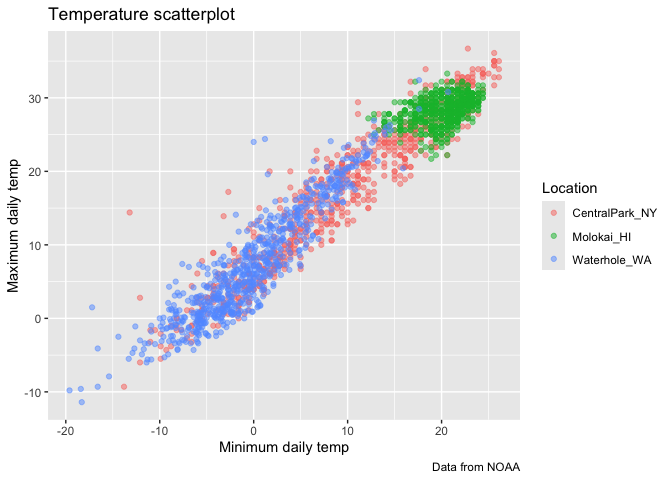 Temperature scatterplot
Maximum daily temp
30
20
10
0
-10
-20
-10
0
10
20
Minimum daily temp
Location
CentralPark_NY
Molokai_HI
Waterhole_WA
Data from NOAA